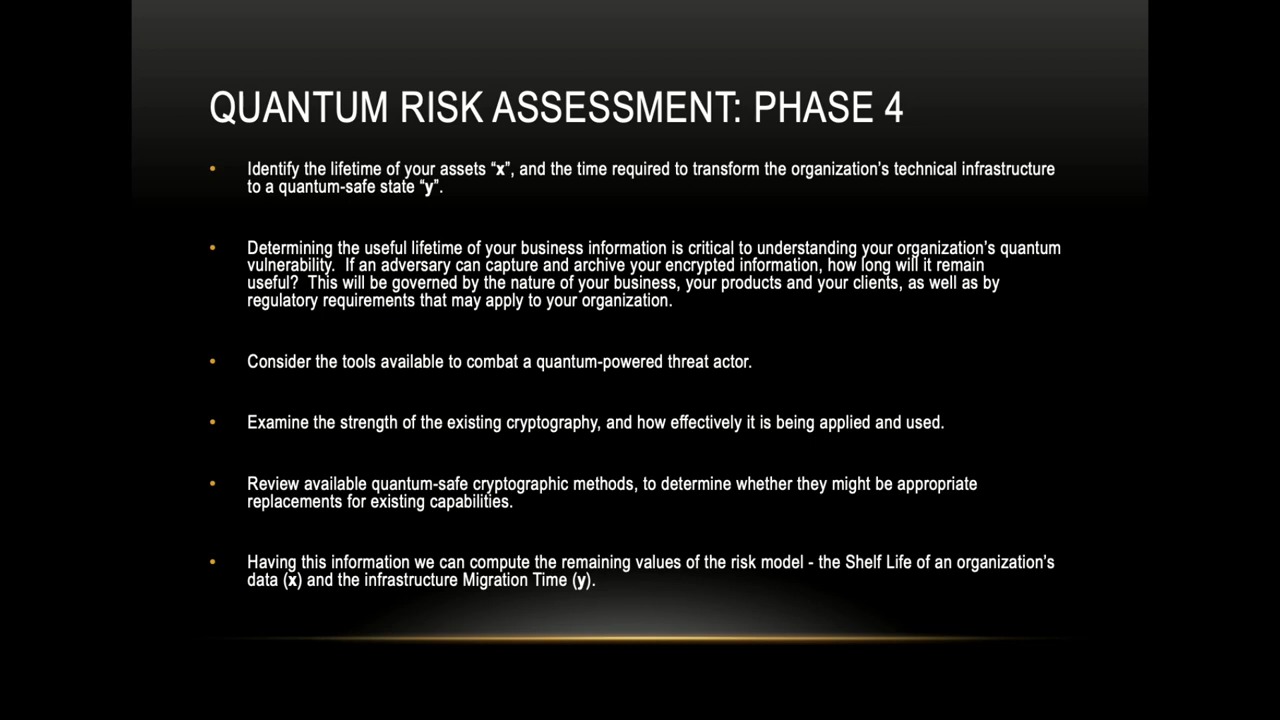 QUANTUM RISK ASSESSMENT: PHASE 4
• Identify the lifetime of your assets “x”, and the time required to transform the organization’s technical infrastructure
to a quantum-safe state “y”.
• Determining the useful lifetime of your business information is critical to understanding your organization’s quantum
vulnerability.  If an adversary can capture and archive your encrypted information, how long will it remain
useful?  This will be governed by the nature of your business, your products and your clients, as well as by
regulatory requirements that may apply to your organization.
• Consider the tools available to combat a quantum-powered threat actor.
• Examine the strength of the existing cryptography, and how effectively it is being applied and used.
• Review available quantum-safe cryptographic methods, to determine whether they might be appropriate
replacements for existing capabilities.
• Having this information we can compute the remaining values of the risk model - the Shelf Life of an organization’s
data (x) and the infrastructure Migration Time (y).